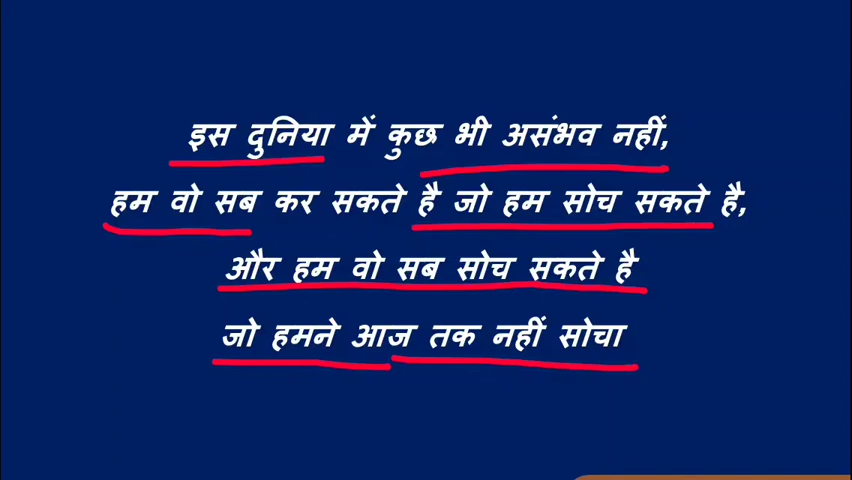 इस दुनिया में कुछ भी असंभव नहीं,
हम वो सब कर सकते है जो हम सोच सकते है,
और हम वो सब सोच सकते है
जो हमने आज तक नहीं सोचा